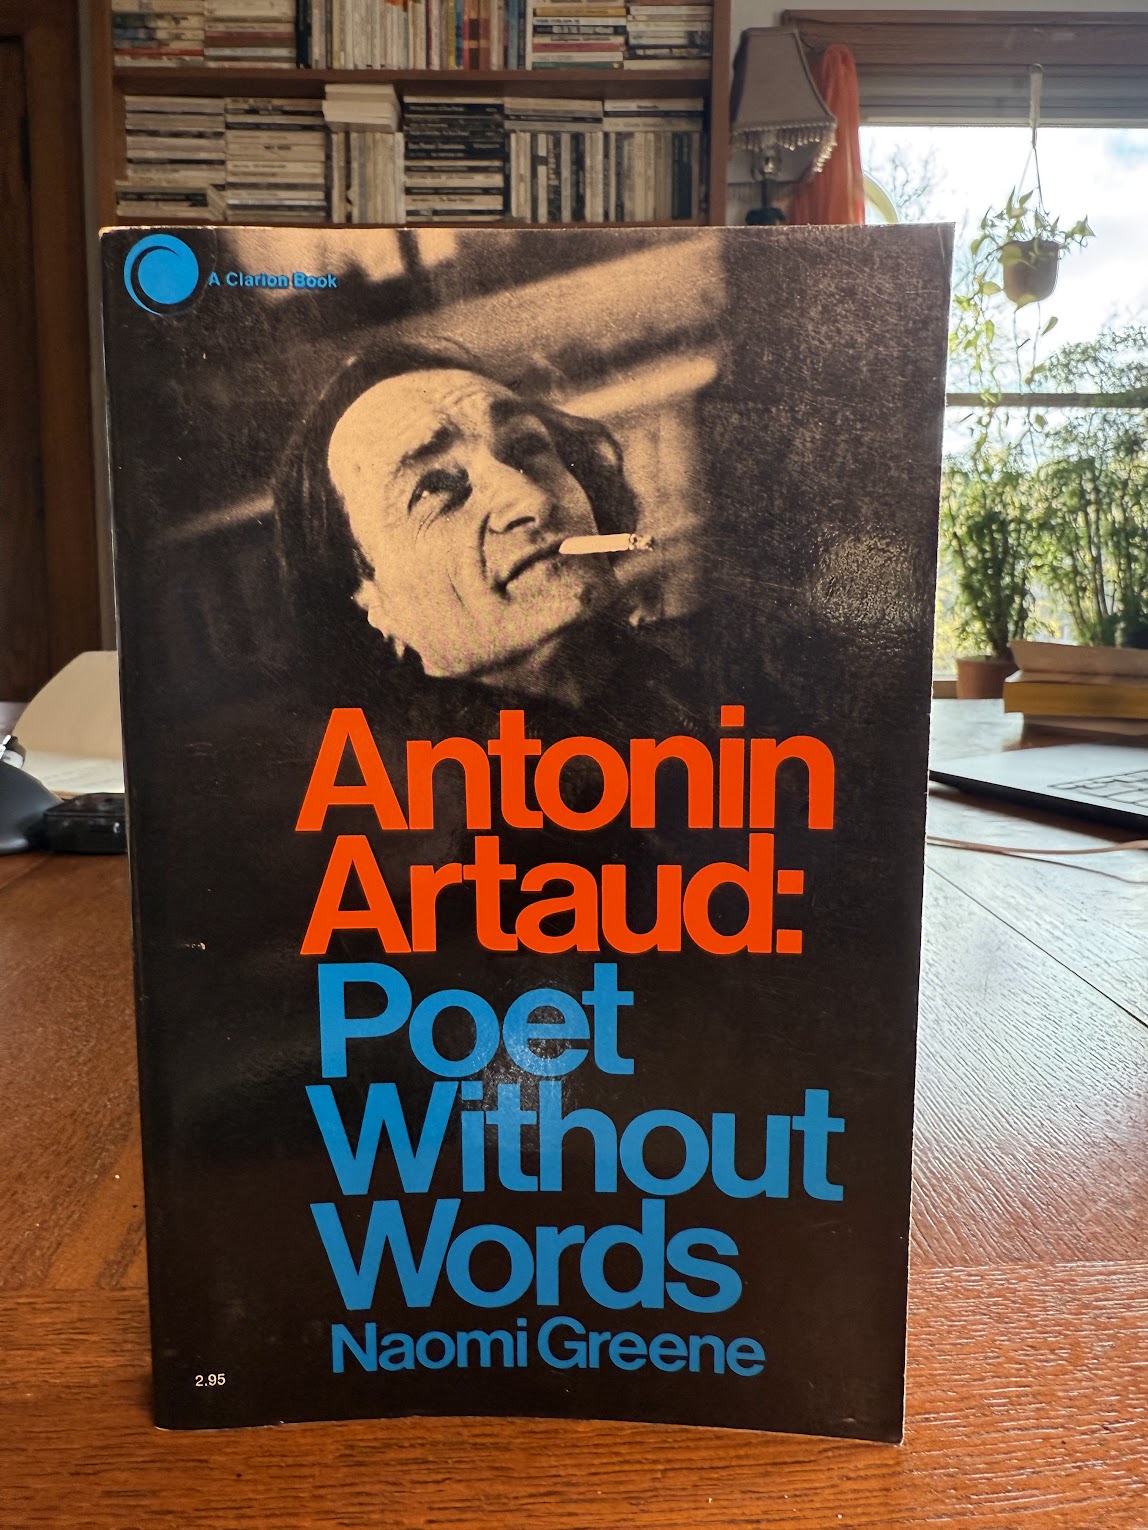 A Clarion Book
Antonin
Artaud:
Poet
Without
Words
Naomi Greene
2.95